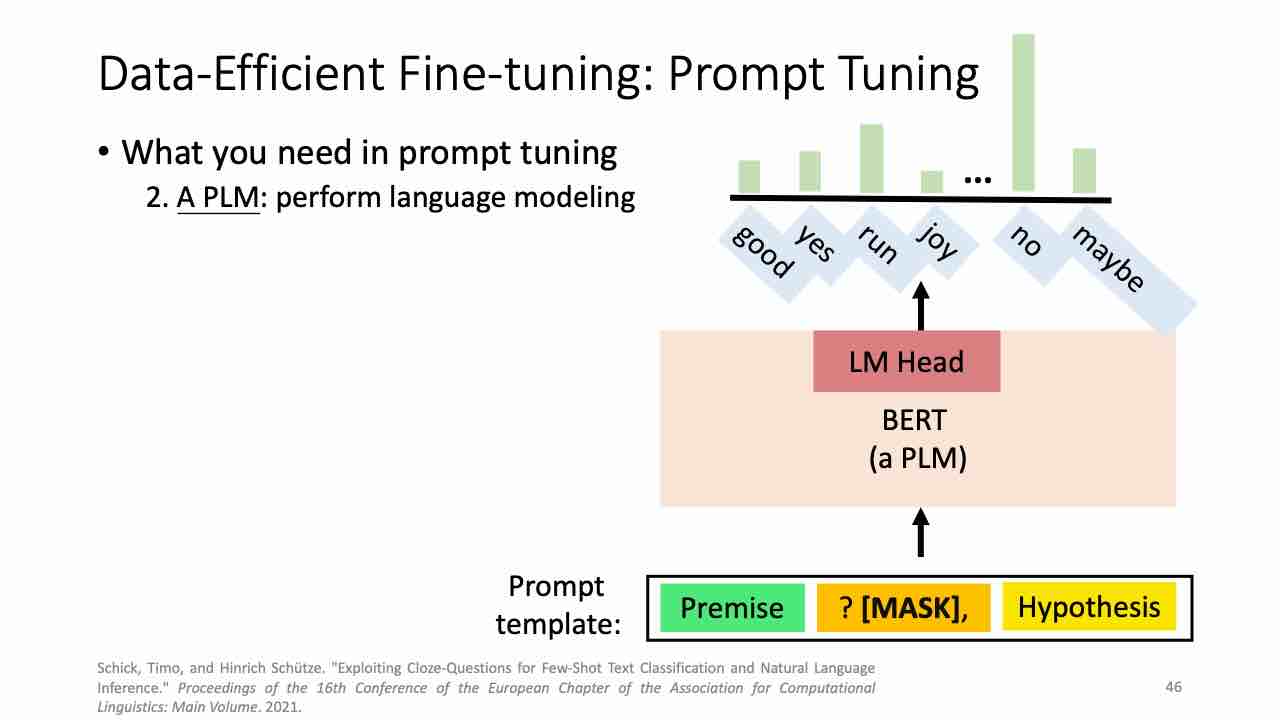 Data-Efficient Fine-tuning: Prompt Tuning
• What you need in prompt tuning
2. A PLM: perform language modeling
...
good yes run joy no maybe
LM Head
BERT
(a PLM)
Prompt
template:
Premise ? [MASK], Hypothesis
Schick, Timo, and Hinrich Schütze. "Exploiting Cloze-Questions for Few-Shot Text Classification and Natural Language
Inference." Proceedings of the 16th Conference of the European Chapter of the Association for Computational
Linguistics: Main Volume. 2021.
46